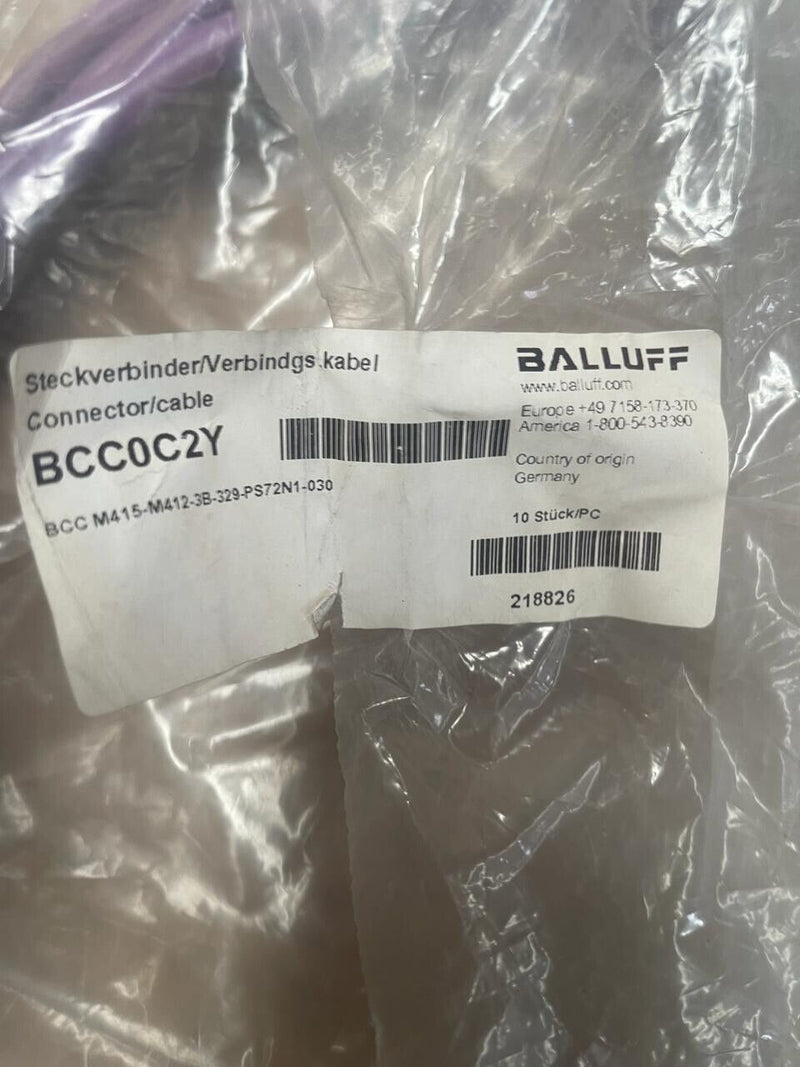 Steckverbinder/Verbindgs.kabel
Connector/cable
BCC0C2Y
BCC M415-M412-3B-329-PS72N1-030
BALLUFF
www.balluff.com
Europe +49 7158-173-370
America 1-800-543-8390
Country of origin
Germany
10 Stück/PC
218826